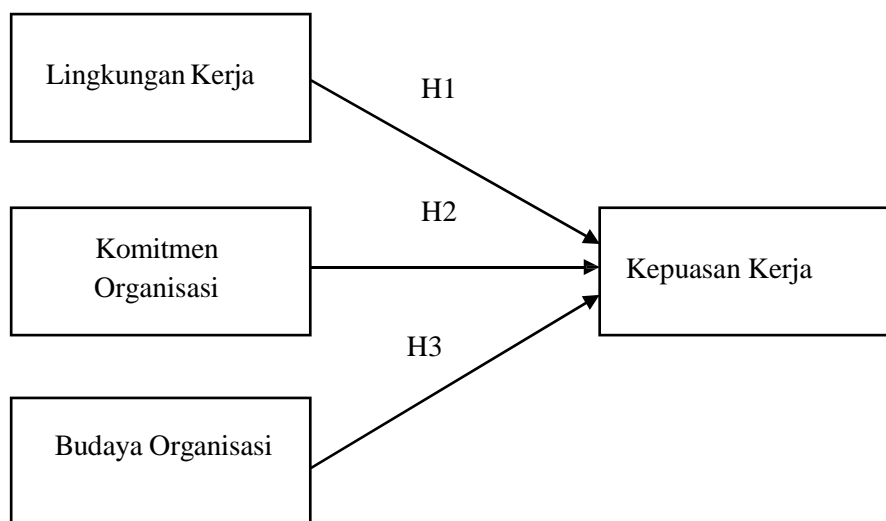 Lingkungan Kerja
H1
H2
Komitmen
Organisasi
Kepuasan Kerja
H3
Budaya Organisasi